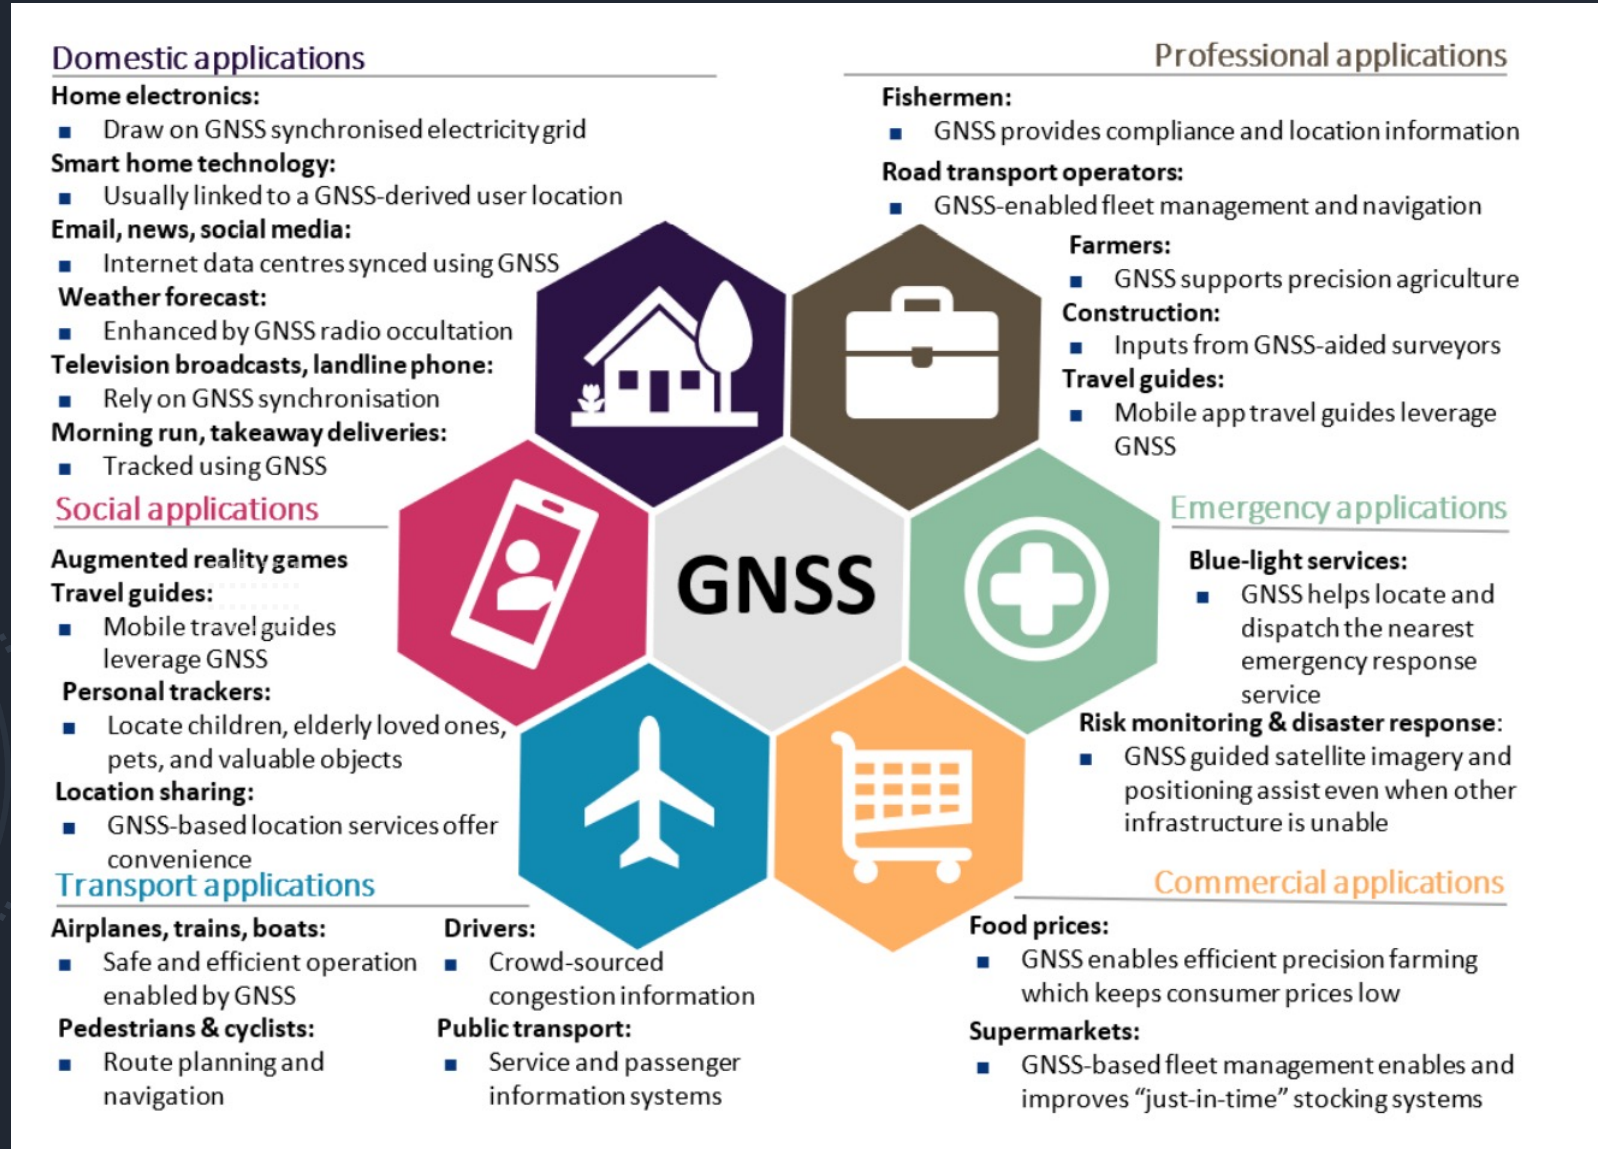 Domestic applications
Home electronics:
■ Draw on GNSS synchronised electricity grid
Smart home technology:
■ Usually linked to a GNSS-derived user location
Email, news, social media:
■ Internet data centres synced using GNSS
Weather forecast:
■ Enhanced by GNSS radio occultation
Television broadcasts, landline phone:
■ Rely on GNSS synchronisation
Morning run, takeaway deliveries:
■ Tracked using GNSS
Professional applications
Fishermen:
■ GNSS provides compliance and location information
Road transport operators:
■ GNSS-enabled fleet management and navigation
Farmers:
■ GNSS supports precision agriculture
Construction:
■ Inputs from GNSS-aided surveyors
Travel guides:
■ Mobile app travel guides leverage
GNSS
Social applications
Augmented reality games
Travel guides:
■ Mobile travel guides
leverage GNSS
Personal trackers:
■ Locate children, elderly loved ones,
pets, and valuable objects
Location sharing:
■ GNSS-based location services offer
convenience
GNSS
Emergency applications
Blue-light services:
■ GNSS helps locate and
dispatch the nearest
emergency response
service
Risk monitoring & disaster response:
■ GNSS guided satellite imagery and
positioning assist even when other
infrastructure is unable
Transport applications
Airplanes, trains, boats:
■ Safe and efficient operation
enabled by GNSS
Pedestrians & cyclists:
■ Route planning and
navigation
Drivers:
■ Crowd-sourced
congestion information
Public transport:
■ Service and passenger
information systems
Commercial applications
Food prices:
■ GNSS enables efficient precision farming
which keeps consumer prices low
Supermarkets:
■ GNSS-based fleet management enables and
improves “just-in-time” stocking systems